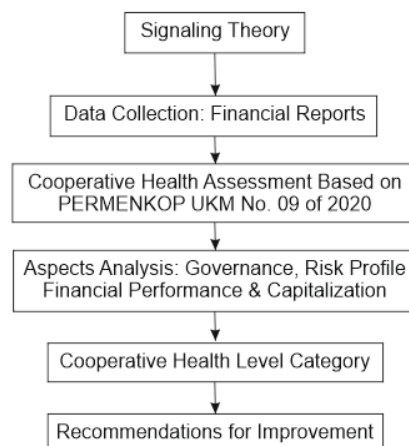 Signaling Theory
Data Collection: Financial Reports
Cooperative Health Assessment Based on
PERMENKOP UKM No. 09 of 2020
Aspects Analysis: Governance, Risk Profile
Financial Performance & Capitalization
Cooperative Health Level Category
Recommendations for Improvement